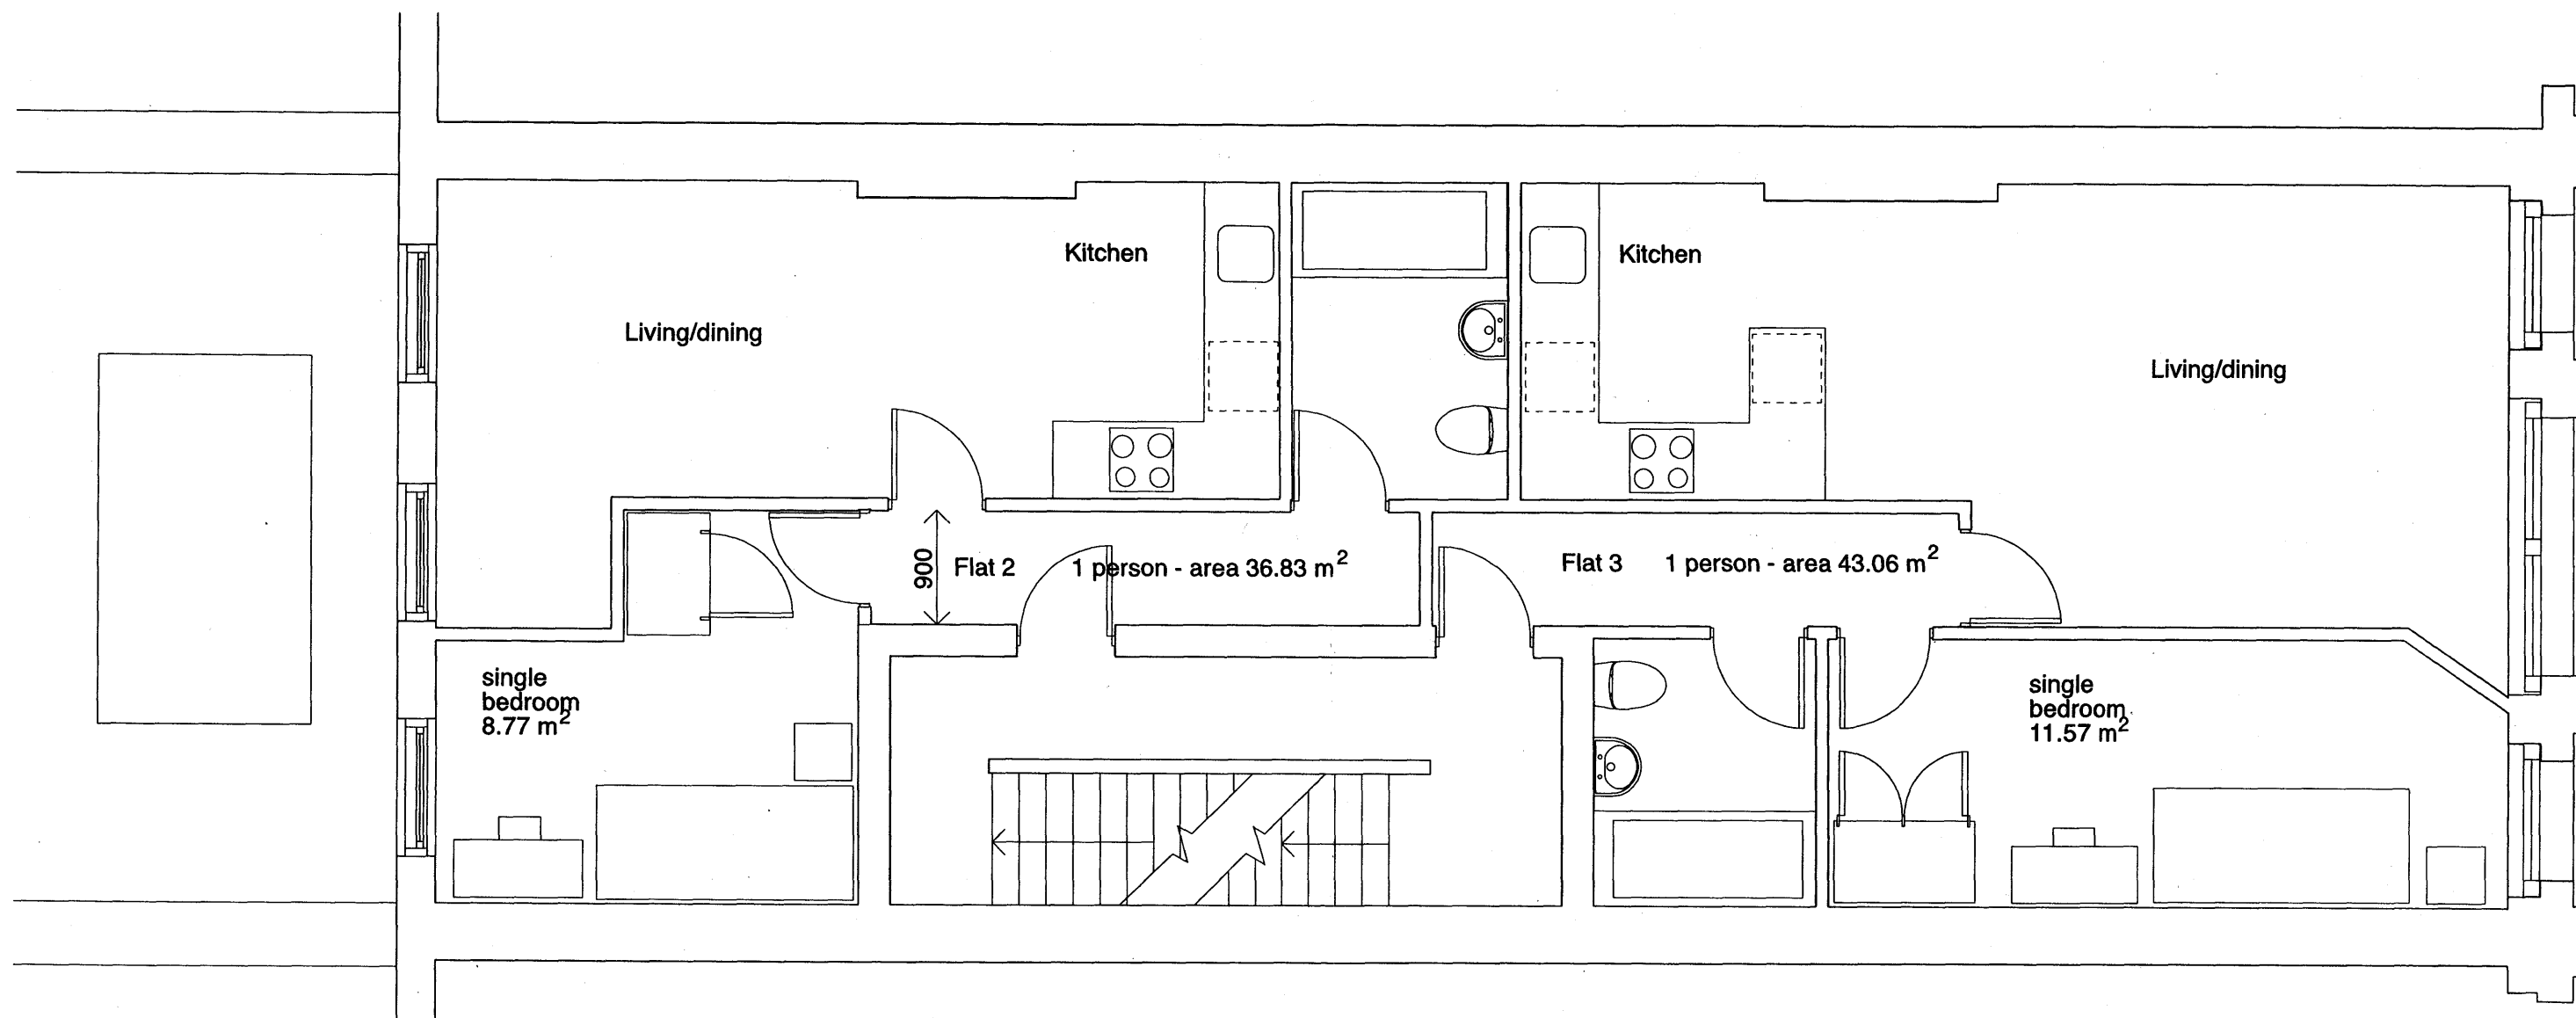 Kitchen
Living/dining
Kitchen
Living/dining
900
Flat 2 1 person - area 36.83 m²
Flat 3 1 person - area 43.06 m²
single
bedroom
8.77 m²
single
bedroom
11.57 m²